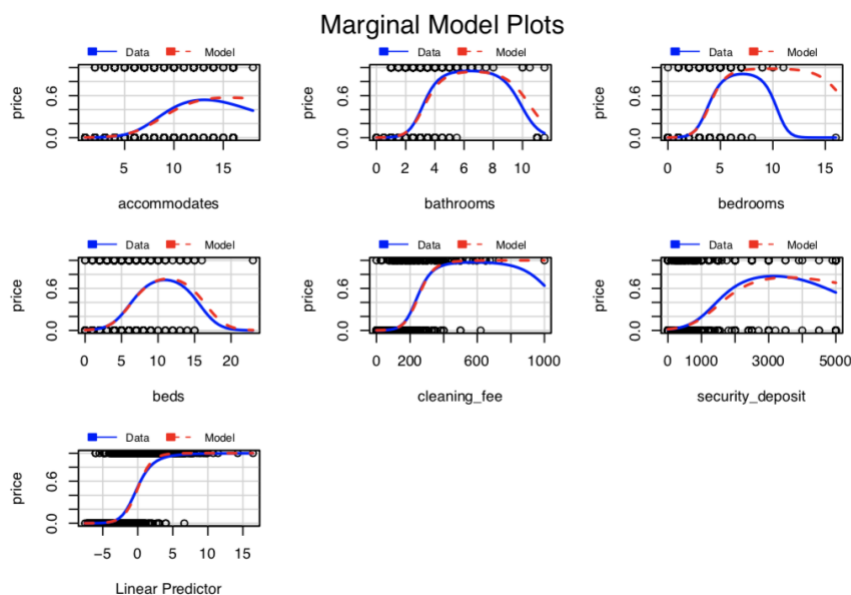 Marginal Model Plots
Data Model
price
0.0 0.6
5 10 15
accommodates
Data Model
price
0.0 0.6
0 2 4 6 8 10
bathrooms
Data Model
price
0.0 0.6
0 5 10 15
bedrooms
Data Model
price
0.0 0.6
0 5 10 15 20
beds
Data Model
price
0.0 0.6
0 200 600 1000
cleaning_fee
Data Model
price
0.0 0.6
0 1000 3000 5000
security_deposit
Data Model
price
0.0 0.6
−5 0 5 10 15
Linear Predictor